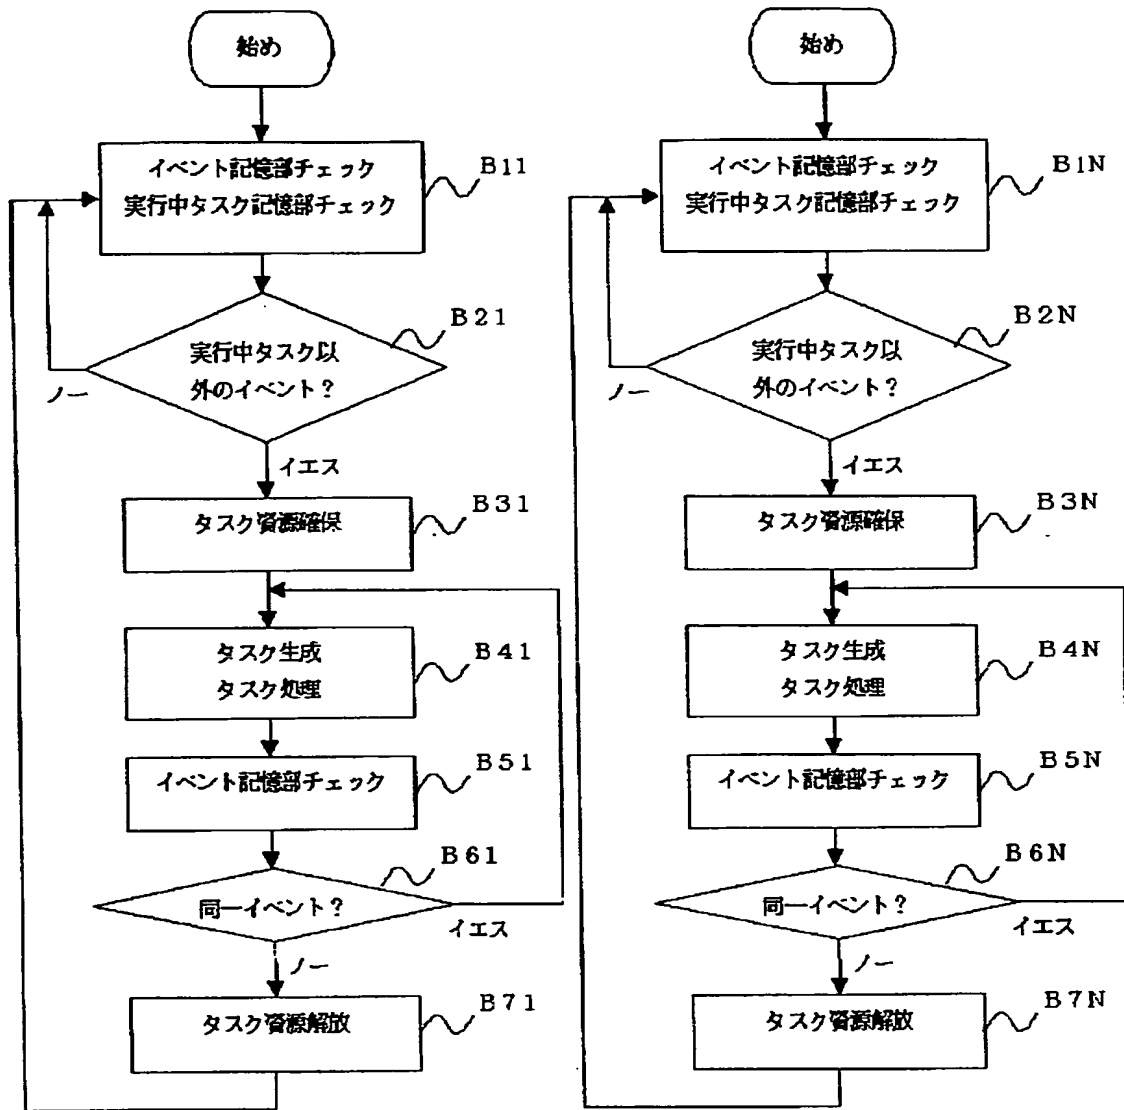 始め
イベント記憶部チェック
実行中タスク記憶部チェック
B11
実行中タスク以
外のイベント?
B21
ノー
イエス
タスク資源確保
B31
タスク生成
タスク処理
B41
イベント記憶部チェック
B51
同一イベント?
B61
イエス
ノー
タスク資源解放
B71
始め
イベント記憶部チェック
実行中タスク記憶部チェック
B1N
実行中タスク以
外のイベント?
B2N
ノー
イエス
タスク資源確保
B3N
タスク生成
タスク処理
B4N
イベント記憶部チェック
B5N
同一イベント?
B6N
イエス
ノー
タスク資源解放
B7N